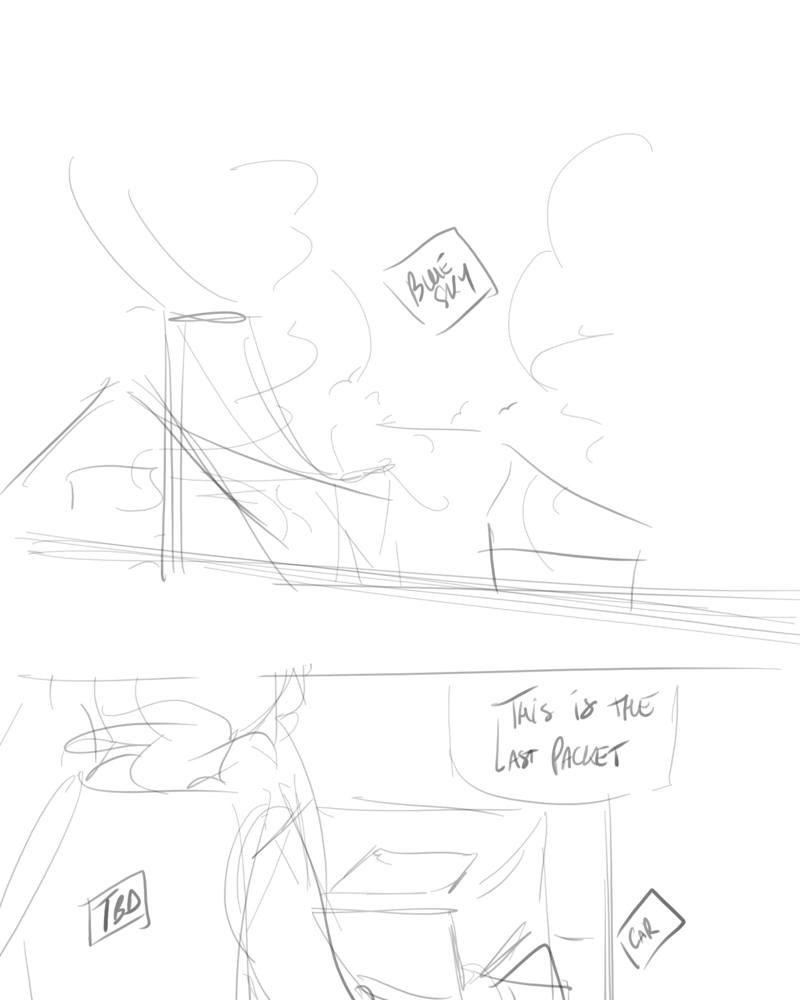 BLUE
SKY
THIS IS THE
LAST PACKET
TBD
CAR